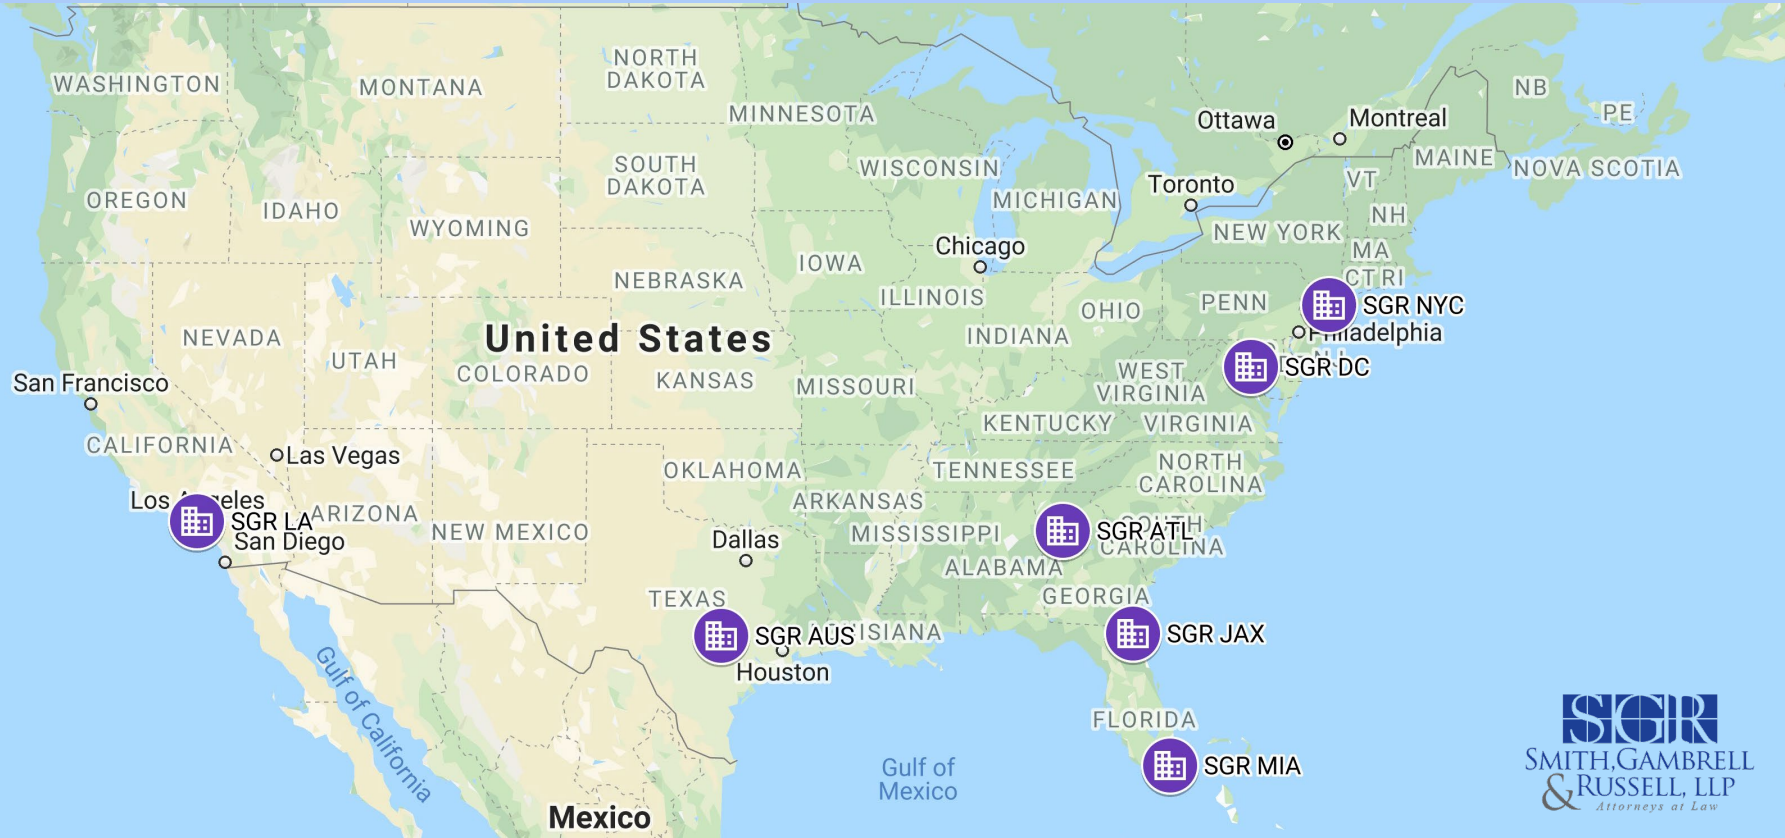 WASHINGTON
MONTANA
NORTH
DAKOTA
MINNESOTA
Ottawa
Montreal
NB
PE
MAINE
NOVA SCOTIA
OREGON
IDAHO
WYOMING
SOUTH
DAKOTA
WISCONSIN
MICHIGAN
Toronto
VT
NH
NEW YORK
MA
CT RI
Chicago
IOWA
NEBRASKA
ILLINOIS
INDIANA
OHIO
PENN
SGR NYC
Philadelphia
NEVADA
UTAH
United States
COLORADO
KANSAS
MISSOURI
WEST
VIRGINIA
SGR DC
San Francisco
KENTUCKY
VIRGINIA
CALIFORNIA
Las Vegas
OKLAHOMA
TENNESSEE
NORTH
CAROLINA
Los Angeles
SGR LA
San Diego
ARIZONA
NEW MEXICO
ARKANSAS
Dallas
MISSISSIPPI
SGR ATL
SOUTH
CAROLINA
ALABAMA
GEORGIA
TEXAS
SGR AUS
LOUISIANA
Houston
SGR JAX
FLORIDA
SGR MIA
Gulf of California
Gulf of
Mexico
Mexico
SGR
SMITH, GAMBRELL
& RUSSELL, LLP
Attorneys at Law